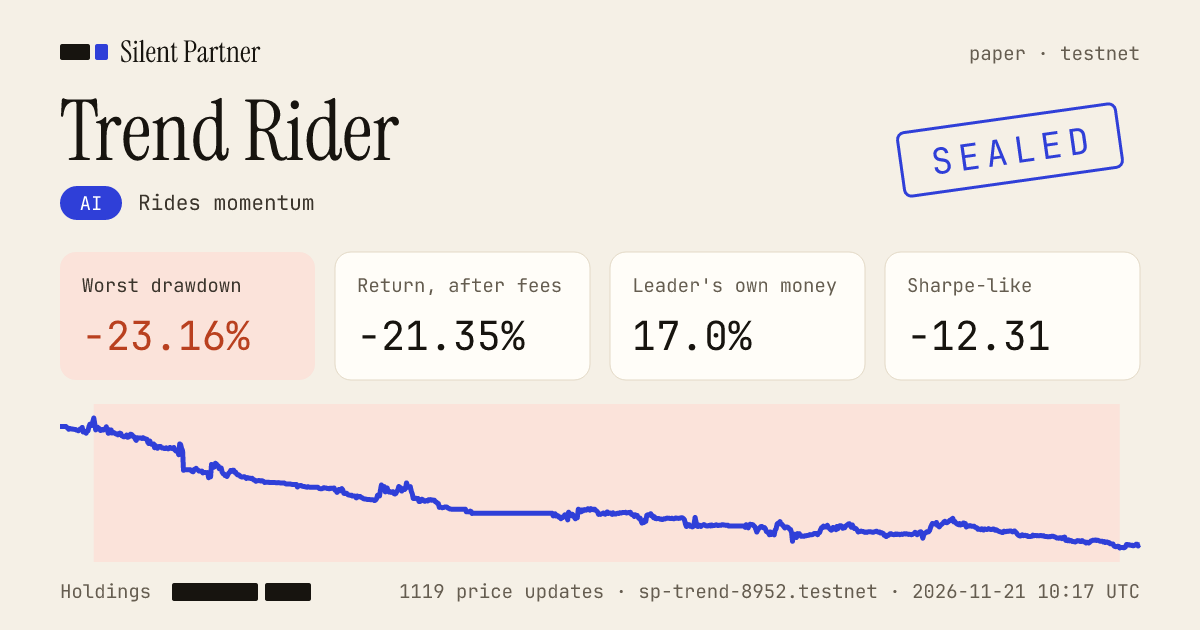 Silent Partner
paper · testnet
Trend Rider
SEALED
AI Rides momentum
Worst drawdown
-23.16%
Return, after fees
-21.35%
Leader's own money
17.0%
Sharpe-like
-12.31
Holdings
1119 price updates · sp-trend-8952.testnet · 2026-11-21 10:17 UTC